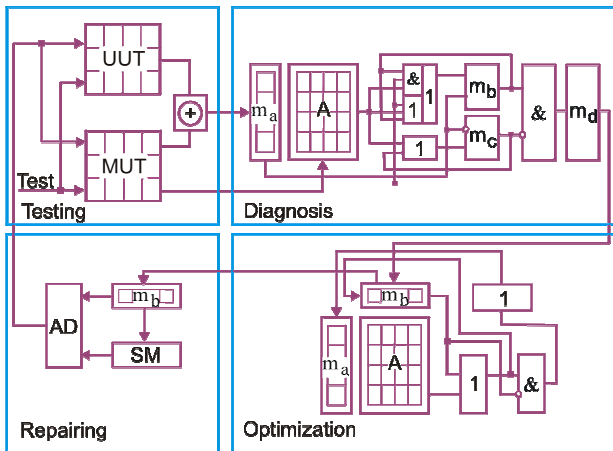 UUT
MUT
Test
Testing
+
m_a
A
&
1
1
1
m_b
m_c
&
m_d
Diagnosis
AD
m_b
SM
Repairing
m_b
1
m_a
A
1
&
Optimization